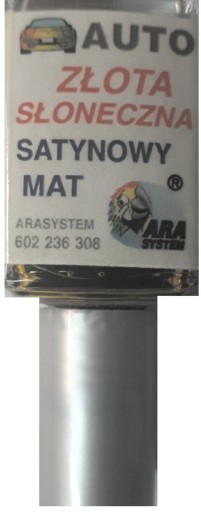 AUTO
ZŁOTA
SŁONECZNA
SATYNOWY
MAT ®
ARASYSTEM
602 236 308
ARA
SYSTEM